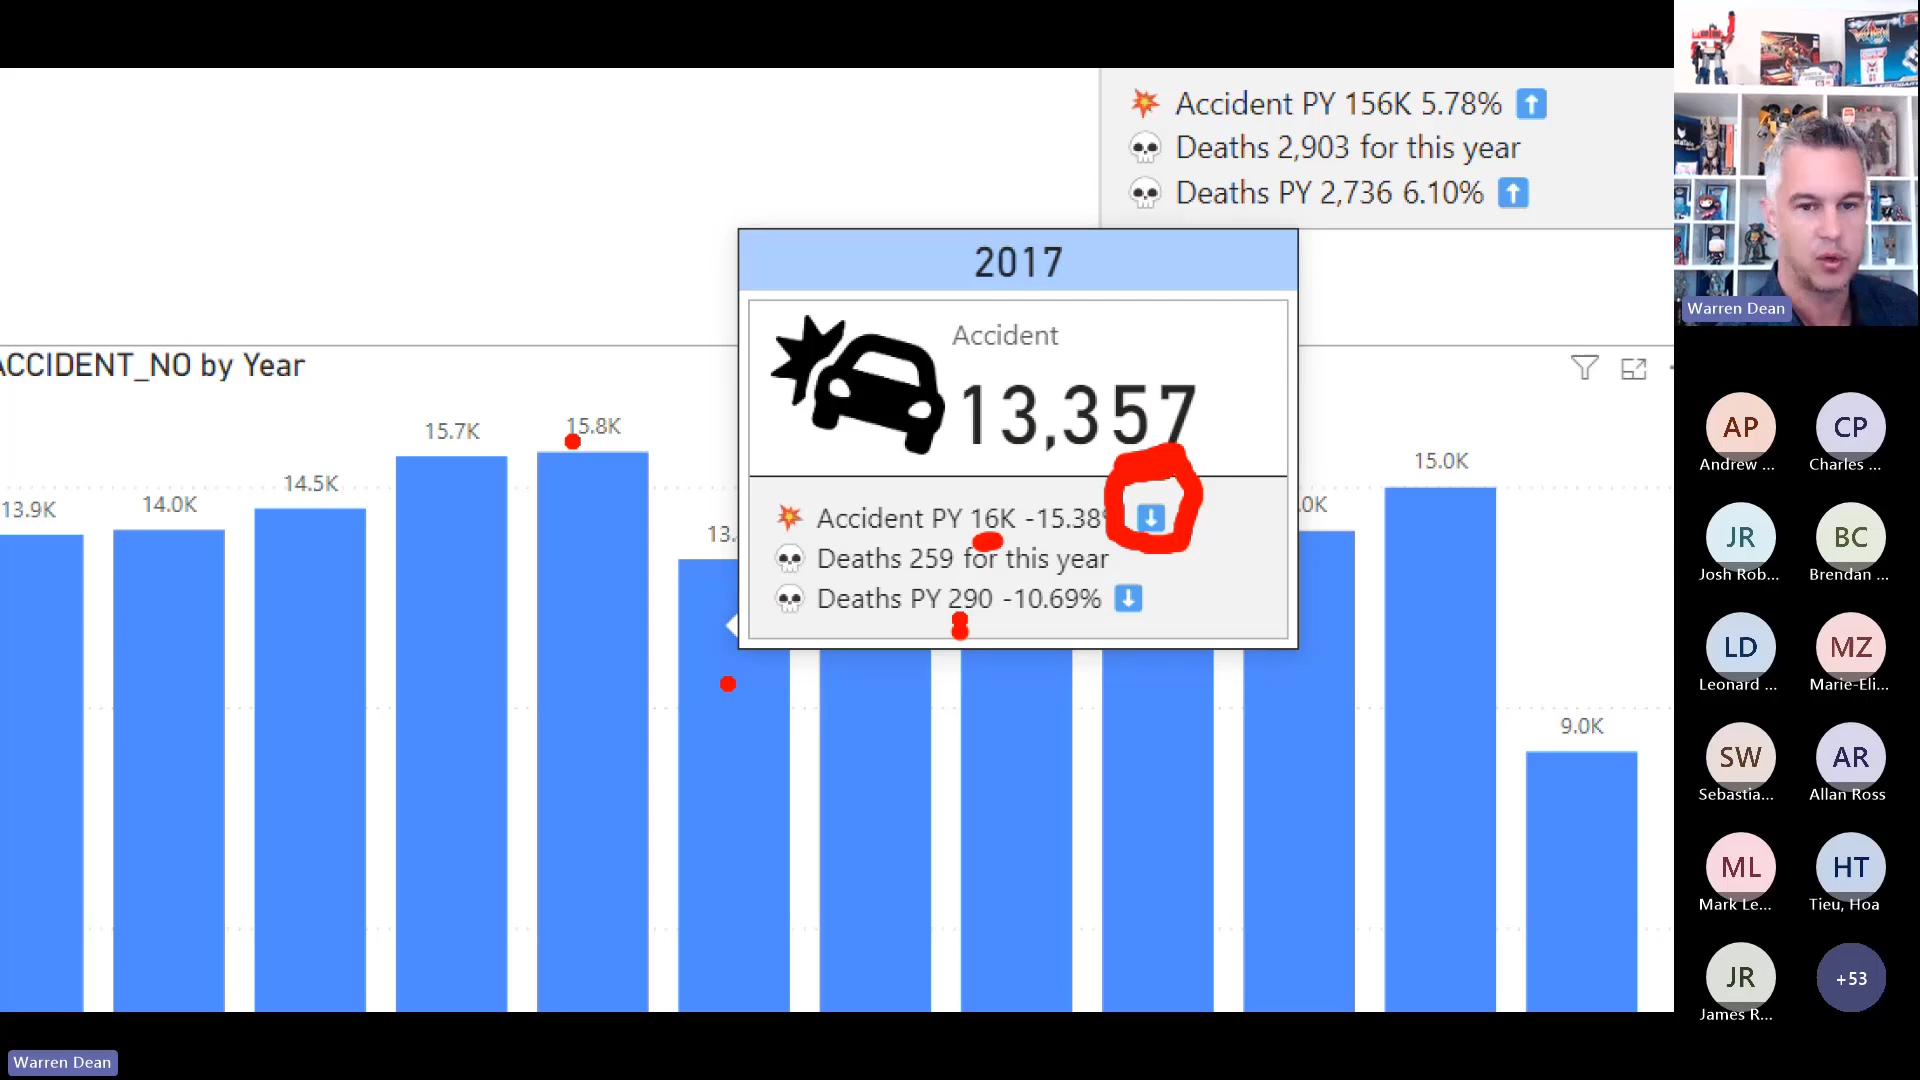 Accident PY 156K 5.78%
Deaths 2,903 for this year
Deaths PY 2,736 6.10%
2017
Accident
13,357
Accident PY 16K -15.38%
Deaths 259 for this year
Deaths PY 290 -10.69%
ACCIDENT_NO by Year
13.9K
14.0K
14.5K
15.7K
15.8K
13.
.0K
15.0K
9.0K
Warren Dean
AP
Andrew ...
CP
Charles ...
JR
Josh Rob...
BC
Brendan ...
LD
Leonard ...
MZ
Marie-Eli...
SW
Sebastia...
AR
Allan Ross
ML
Mark Le...
HT
Tieu, Hoa
JR
James R...
+53
Warren Dean